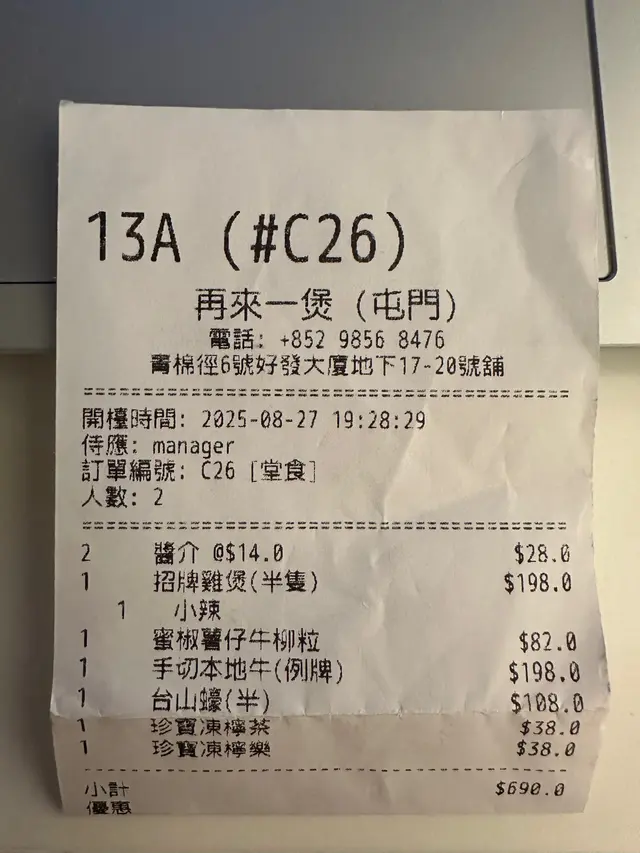 13A (#C26)
再來一煲 (屯門)
電話: +852 9856 8476
菁棉徑6號好發大廈地下17-20號舖
開檯時間: 2025-08-27 19:28:29
侍應: manager
訂單編號: C26 [堂食]
人數: 2
2 醬介 @$14.0 $28.0
1 招牌雞煲(半隻) $198.0
1 小辣
1 蜜椒薯仔牛柳粒 $82.0
1 手切本地牛(例牌) $198.0
1 台山蠔(半) $108.0
1 珍寶凍檸茶 $38.0
1 珍寶凍檸樂 $38.0
小計 $690.0
優惠